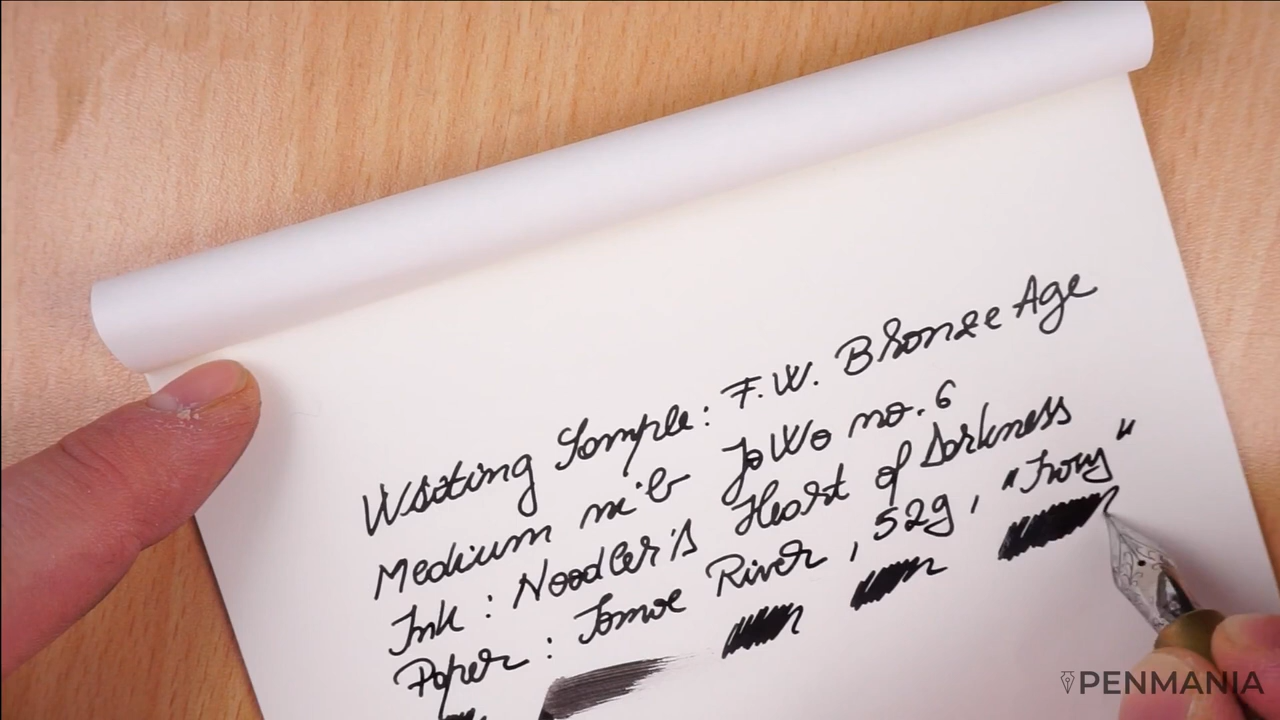 Writing Sample: F.W. Bronze Age
Medium nib JoWo no. 6
Ink: Noodler's Heart of Darkness
Paper: Tomoe River, 52g, "Ivory"
PENMANIA